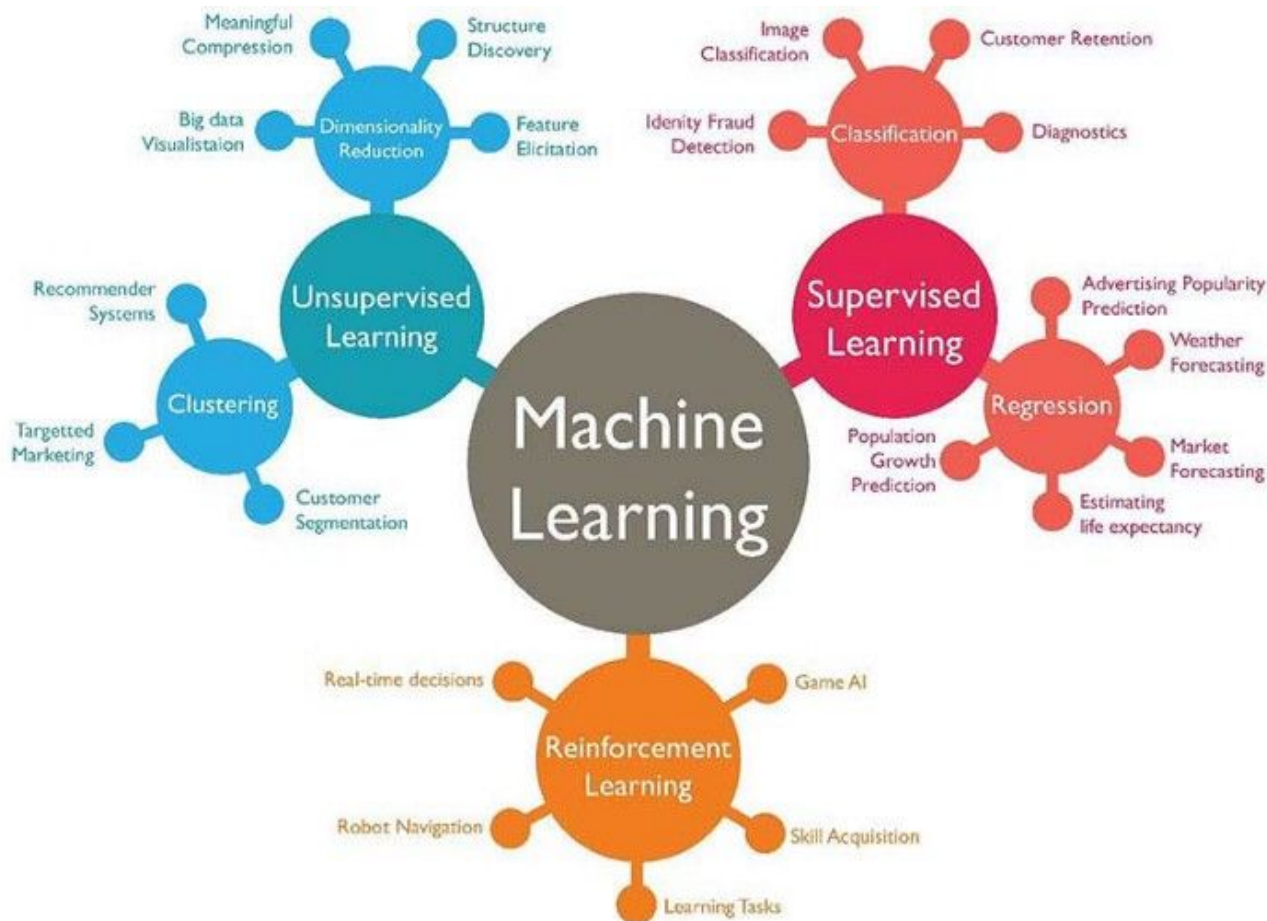 Meaningful
Compression
Structure
Discovery
Big data
Visualistaion
Dimensionality
Reduction
Feature
Elicitation
Unsupervised
Learning
Recommender
Systems
Clustering
Targetted
Marketing
Customer
Segmentation
Machine
Learning
Image
Classification
Customer Retention
Idenity Fraud
Detection
Classification
Diagnostics
Supervised
Learning
Advertising Popularity
Prediction
Weather
Forecasting
Regression
Population
Growth
Prediction
Market
Forecasting
Estimating
life expectancy
Real-time decisions
Game AI
Reinforcement
Learning
Robot Navigation
Skill Acquisition
Learning Tasks